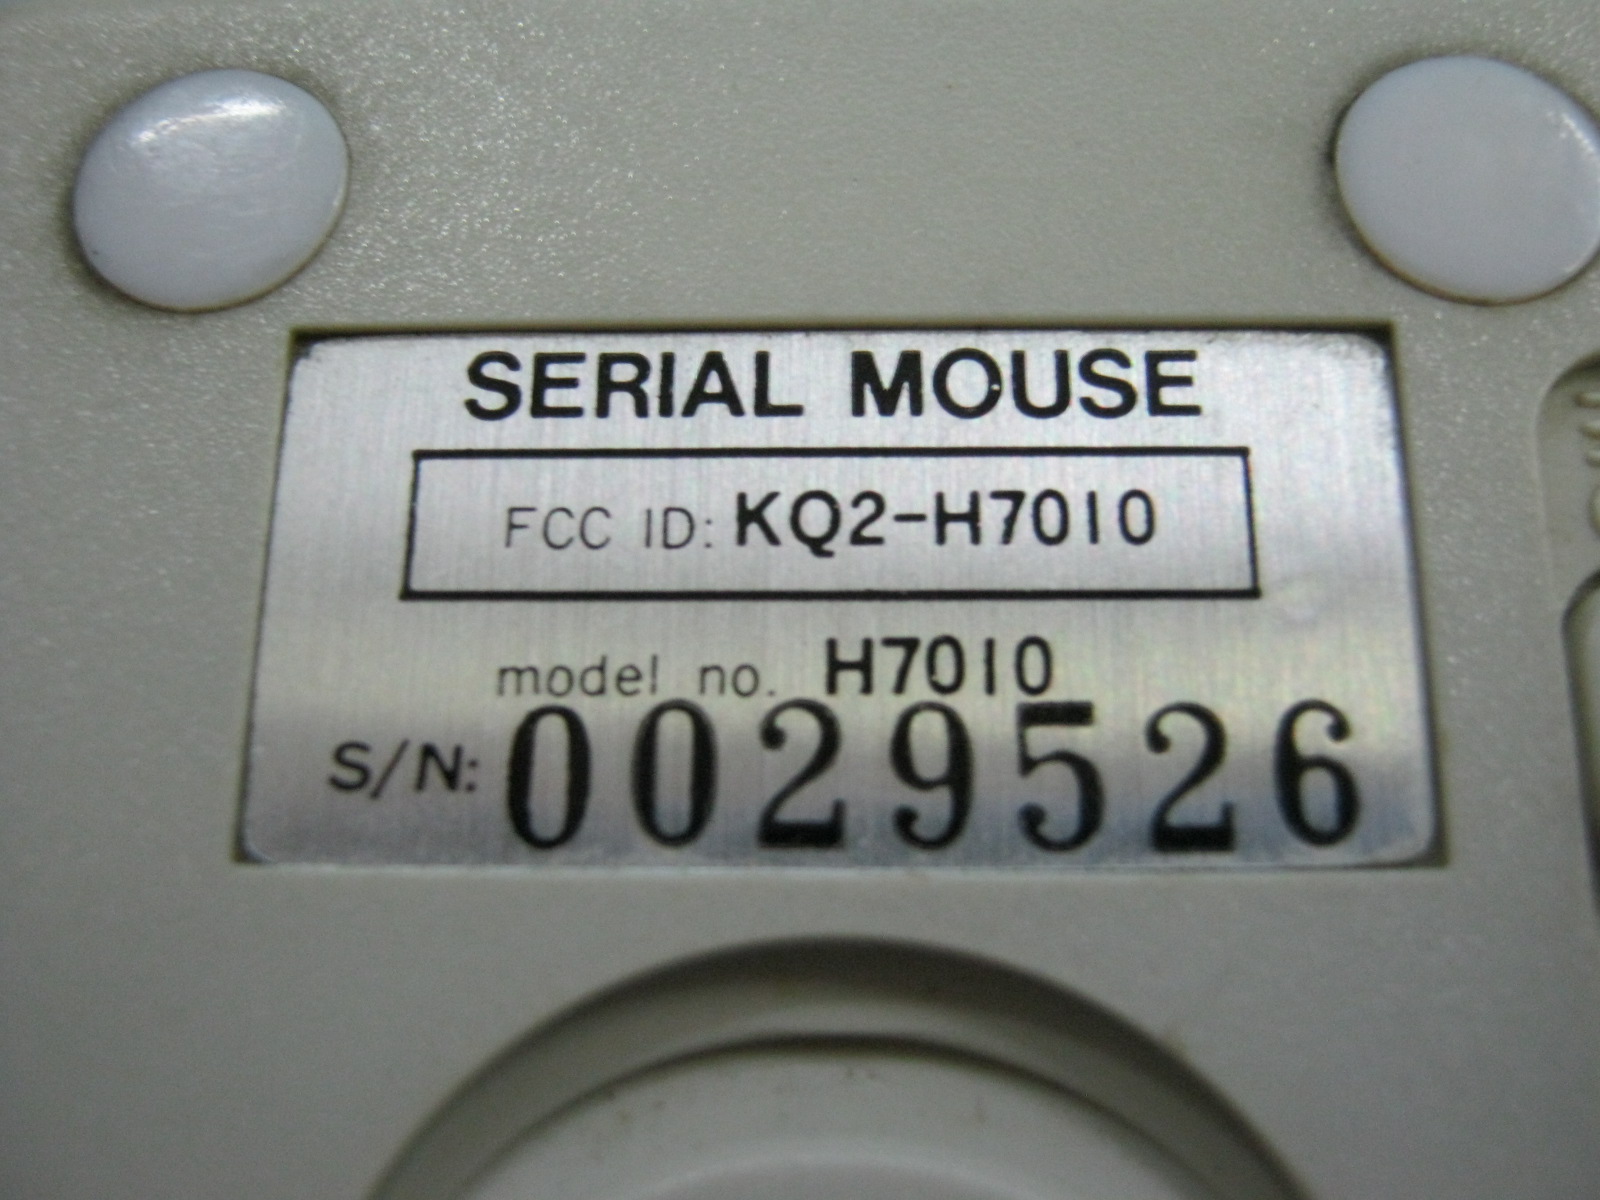 SERIAL MOUSE
FCC ID: KQ2-H7010
model no. H7010
S/N: 0029526